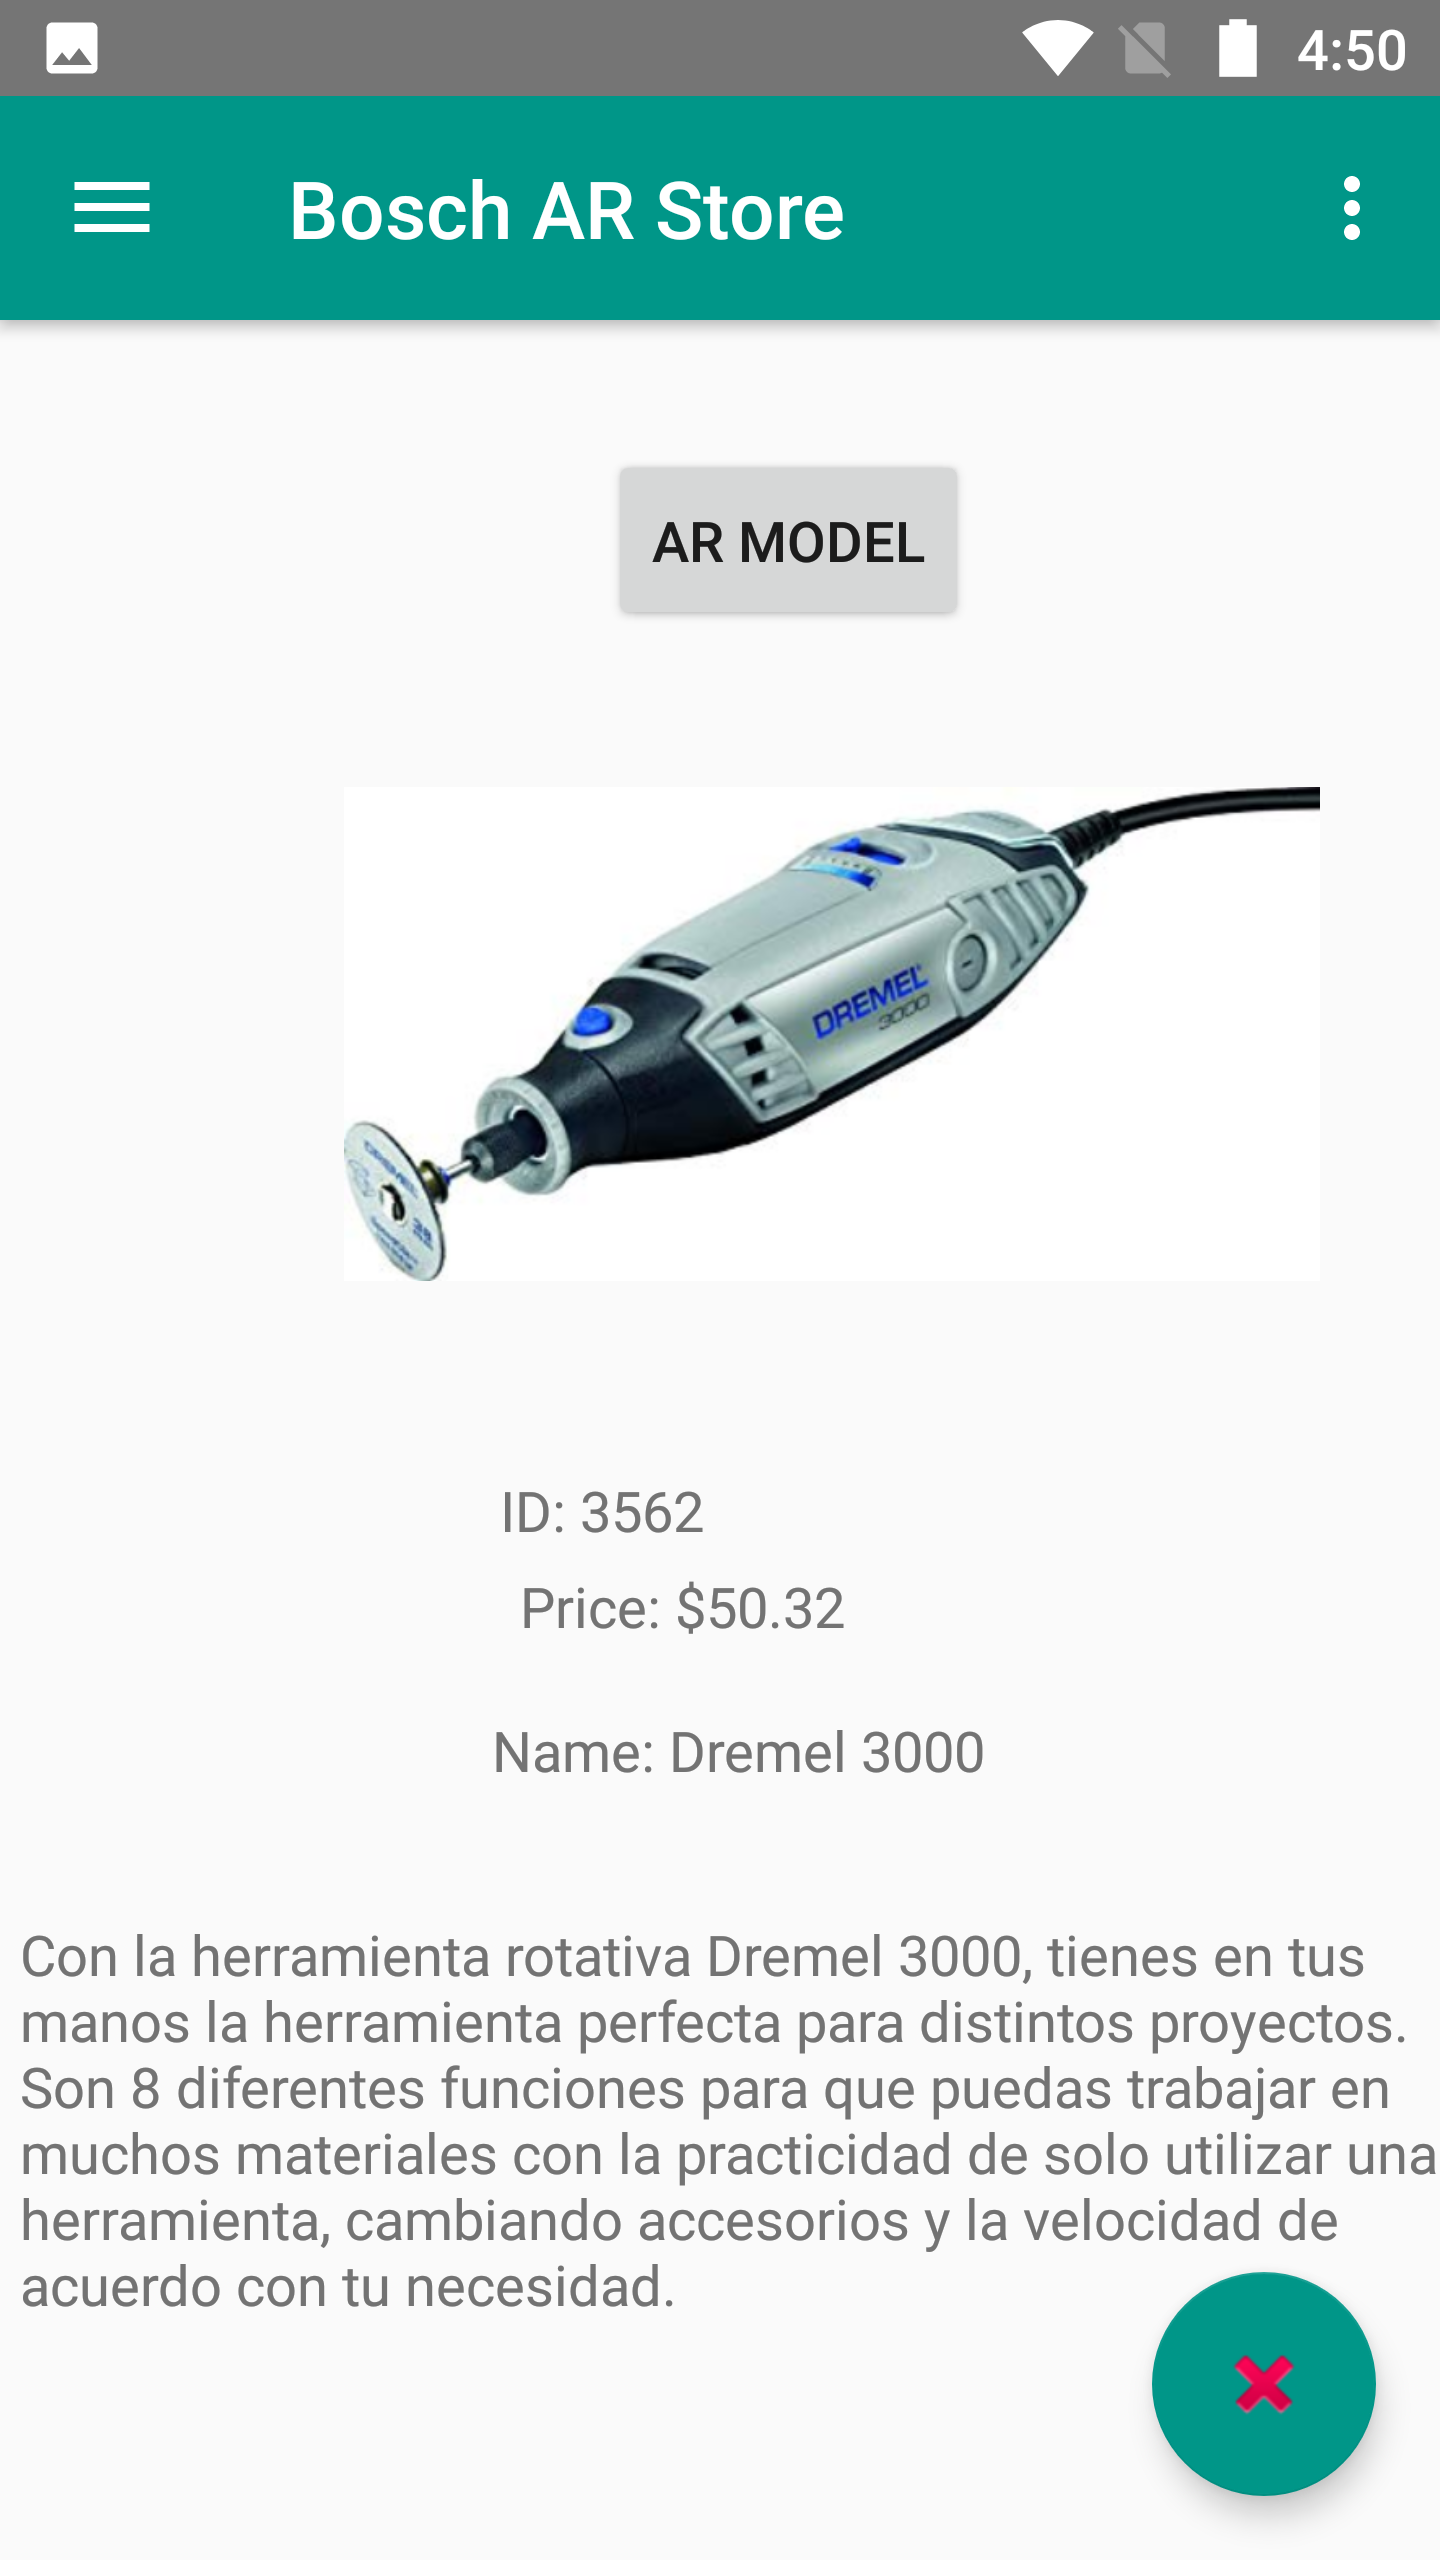 4:50
Bosch AR Store
AR MODEL
DREMEL
3000
DREMEL
38
ID: 3562
Price: $50.32
Name: Dremel 3000
Con la herramienta rotativa Dremel 3000, tienes en tus
manos la herramienta perfecta para distintos proyectos.
Son 8 diferentes funciones para que puedas trabajar en
muchos materiales con la practicidad de solo utilizar una
herramienta, cambiando accesorios y la velocidad de
acuerdo con tu necesidad.